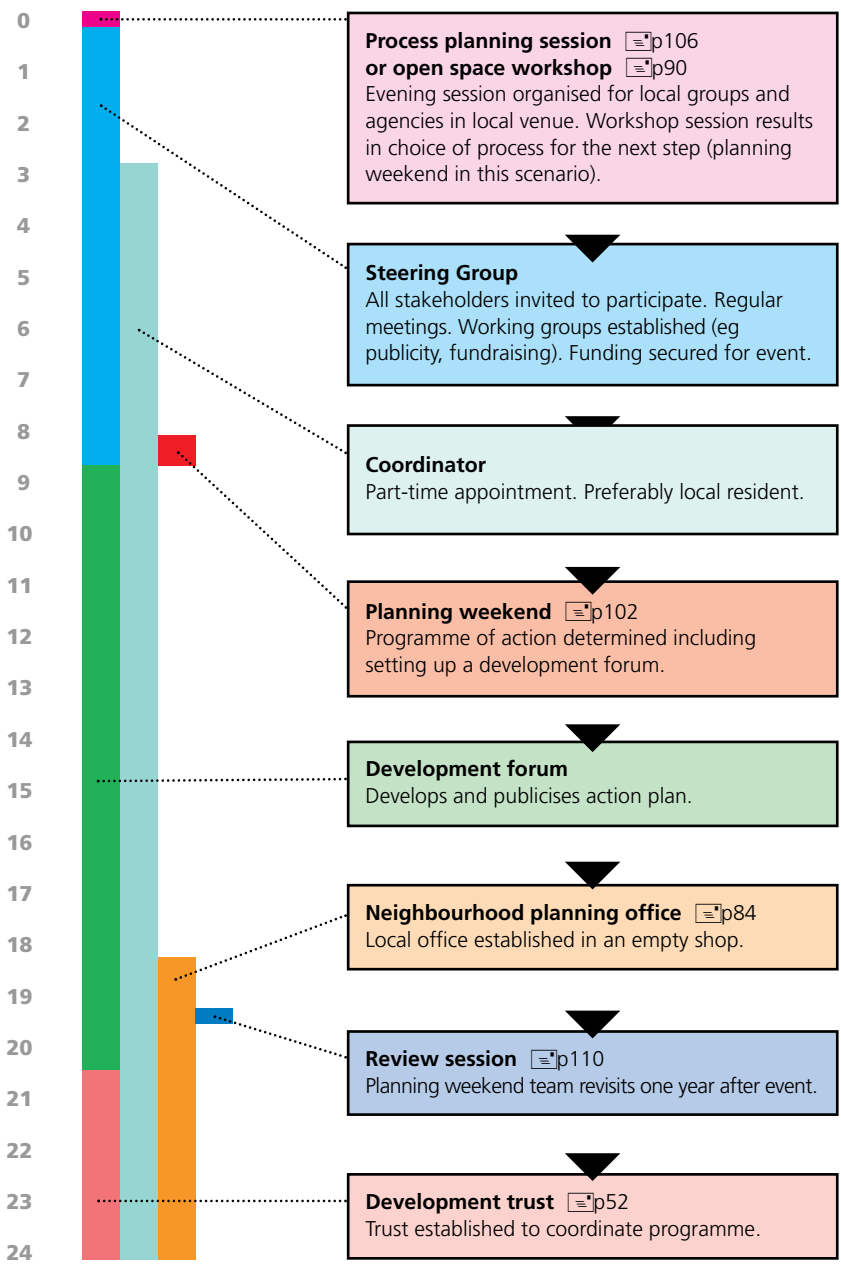 0
1
2
3
4
5
6
7
8
9
10
11
12
13
14
15
16
17
18
19
20
21
22
23
24
Process planning session p106
or open space workshop p90
Evening session organised for local groups and
agencies in local venue. Workshop session results
in choice of process for the next step (planning
weekend in this scenario).
Steering Group
All stakeholders invited to participate. Regular
meetings. Working groups established (eg
publicity, fundraising). Funding secured for event.
Coordinator
Part-time appointment. Preferably local resident.
Planning weekend p102
Programme of action determined including
setting up a development forum.
Development forum
Develops and publicises action plan.
Neighbourhood planning office p84
Local office established in an empty shop.
Review session p110
Planning weekend team revisits one year after event.
Development trust p52
Trust established to coordinate programme.